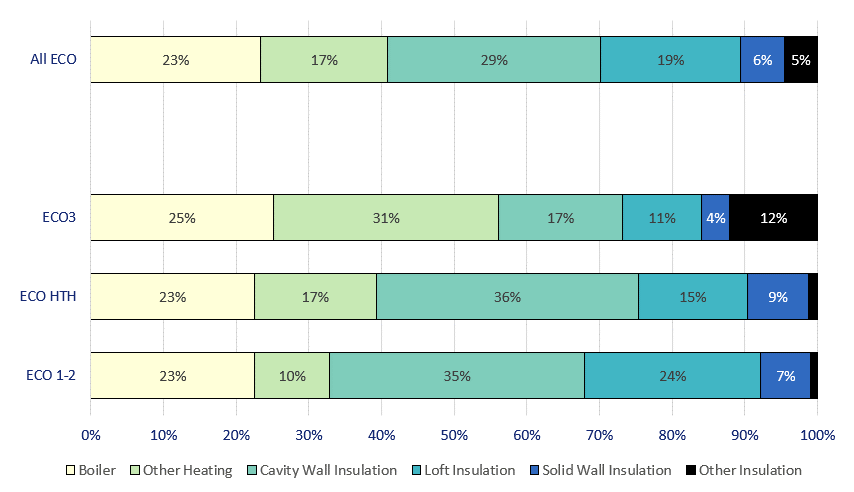 All ECO 23% 17% 29% 19% 6% 5%
ECO3 25% 31% 17% 11% 4% 12%
ECO HTH 23% 17% 36% 15% 9%
ECO 1-2 23% 10% 35% 24% 7%
0% 10% 20% 30% 40% 50% 60% 70% 80% 90% 100%
Boiler Other Heating Cavity Wall Insulation Loft Insulation Solid Wall Insulation Other Insulation